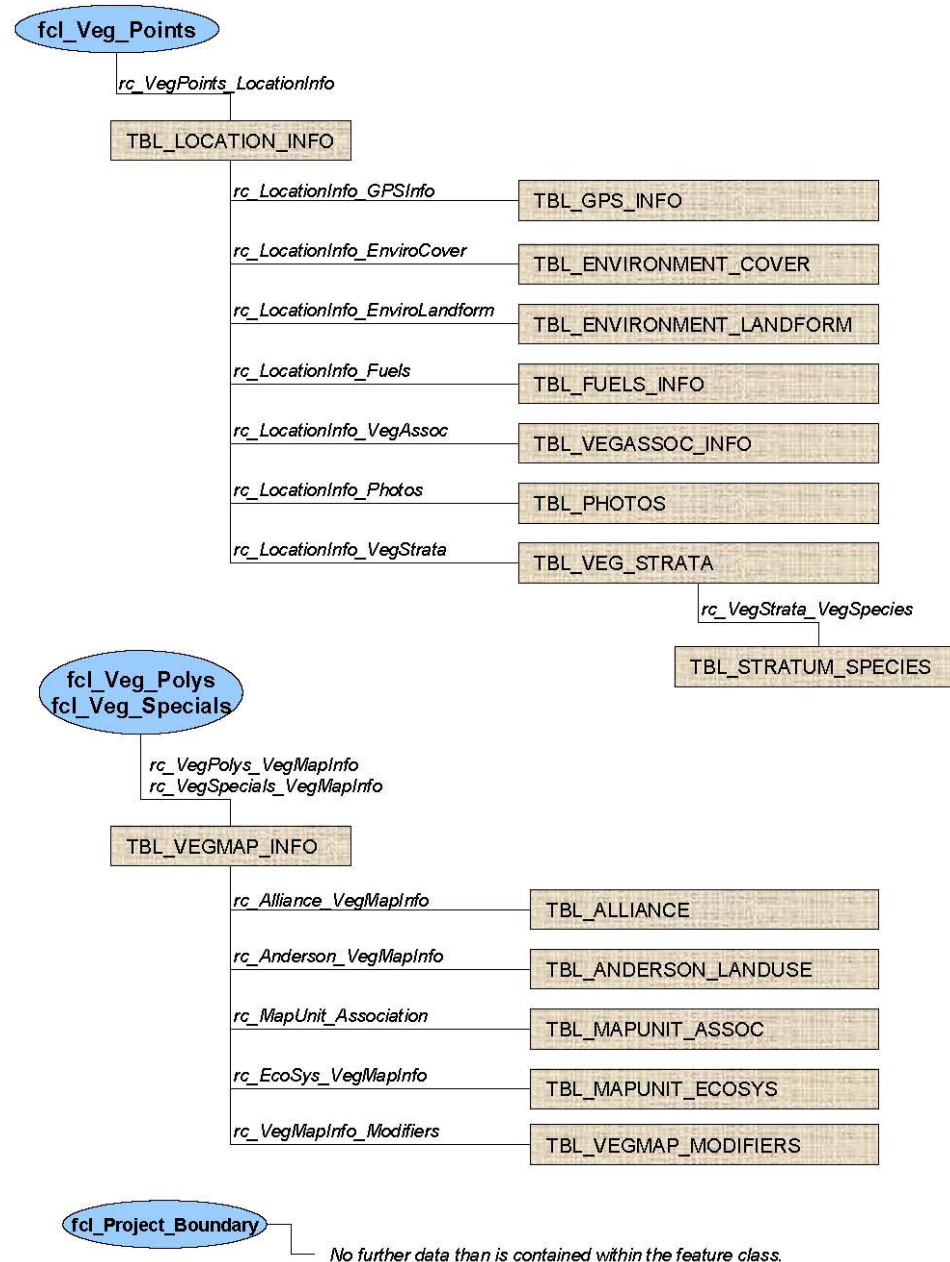 fcl_Veg_Points
rc_VegPoints_LocationInfo
TBL_LOCATION_INFO
rc_LocationInfo_GPSInfo
TBL_GPS_INFO
rc_LocationInfo_EnviroCover
TBL_ENVIRONMENT_COVER
rc_LocationInfo_EnviroLandform
TBL_ENVIRONMENT_LANDFORM
rc_LocationInfo_Fuels
TBL_FUELS_INFO
rc_LocationInfo_VegAssoc
TBL_VEGASSOC_INFO
rc_LocationInfo_Photos
TBL_PHOTOS
rc_LocationInfo_VegStrata
TBL_VEG_STRATA
rc_VegStrata_VegSpecies
TBL_STRATUM_SPECIES
fcl_Veg_Polys
fcl_Veg_Specials
rc_VegPolys_VegMapInfo
rc_VegSpecials_VegMapInfo
TBL_VEGMAP_INFO
rc_Alliance_VegMapInfo
TBL_ALLIANCE
rc_Anderson_VegMapInfo
TBL_ANDERSON_LANDUSE
rc_MapUnit_Association
TBL_MAPUNIT_ASSOC
rc_EcoSys_VegMapInfo
TBL_MAPUNIT_ECOSYS
rc_VegMapInfo_Modifiers
TBL_VEGMAP_MODIFIERS
fcl_Project_Boundary
No further data than is contained within the feature class.